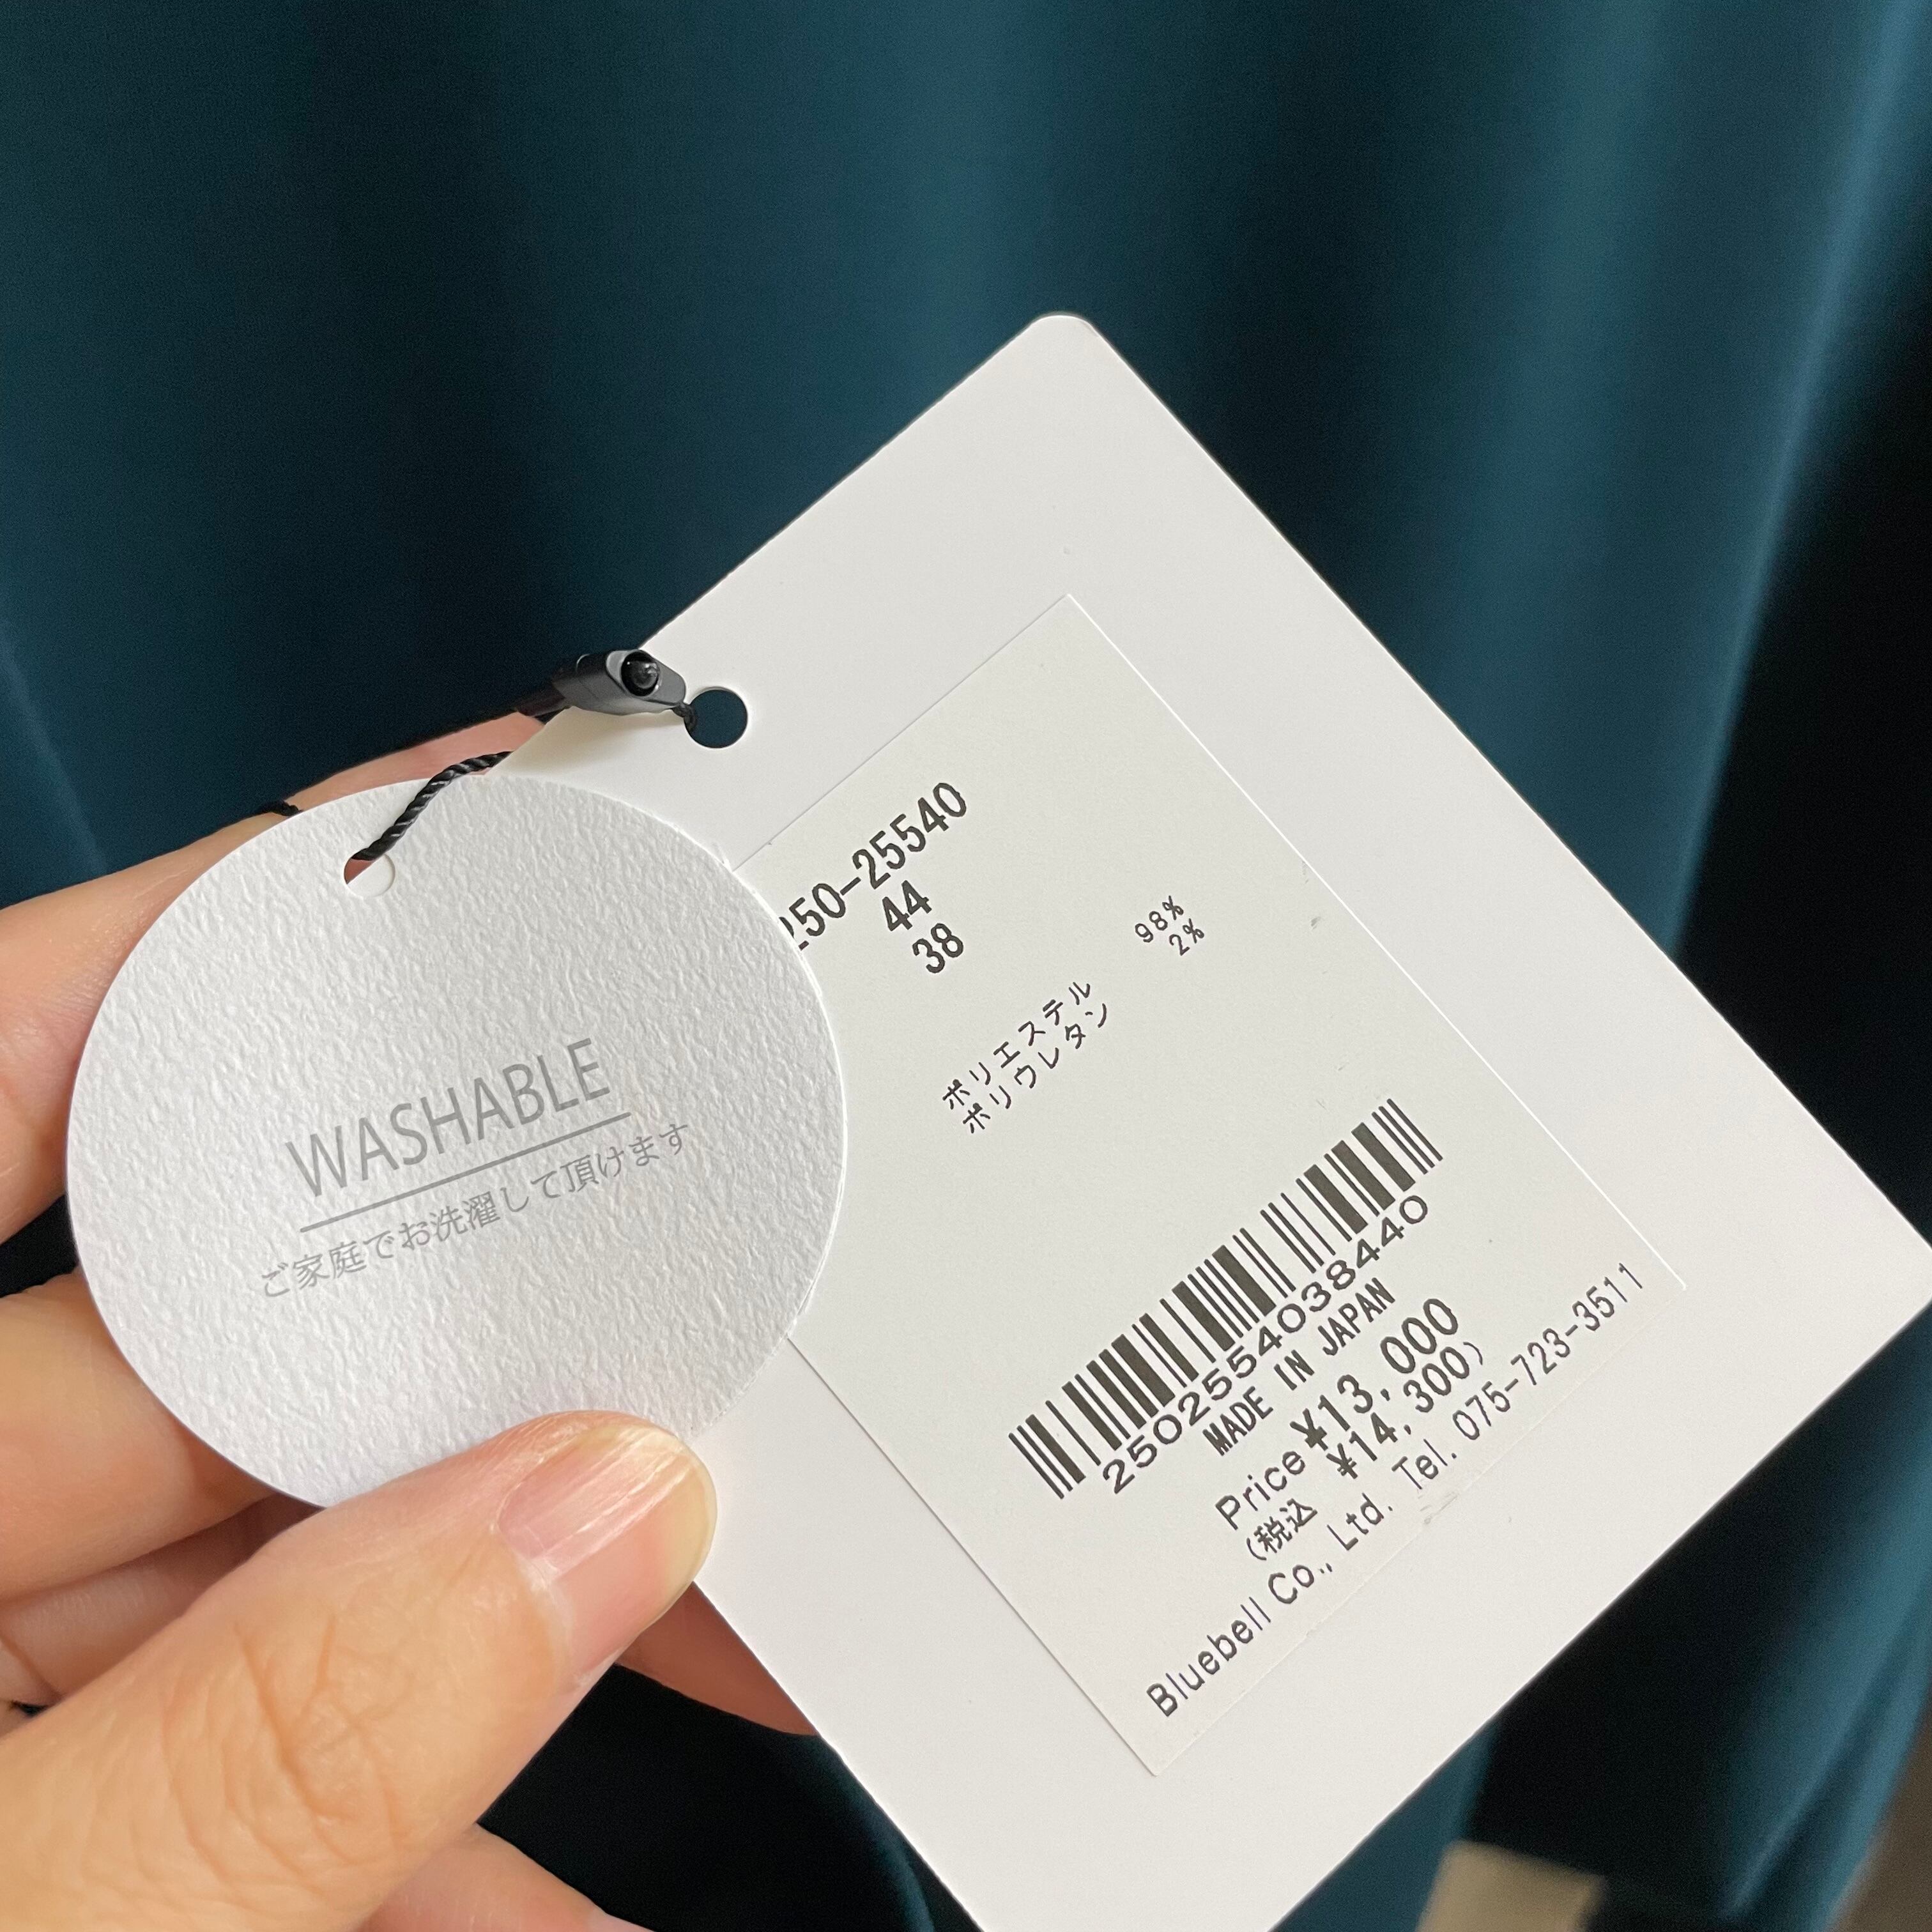 WASHABLE
ご家庭でお洗濯して頂けます
250-25540
44
38
ポリエステル 98%
ポリウレタン 2%
2502554038440
MADE IN JAPAN
Price ¥13,000
(税込 ¥14,300)
Bluebell Co., Ltd. Tel. 075-723-3511